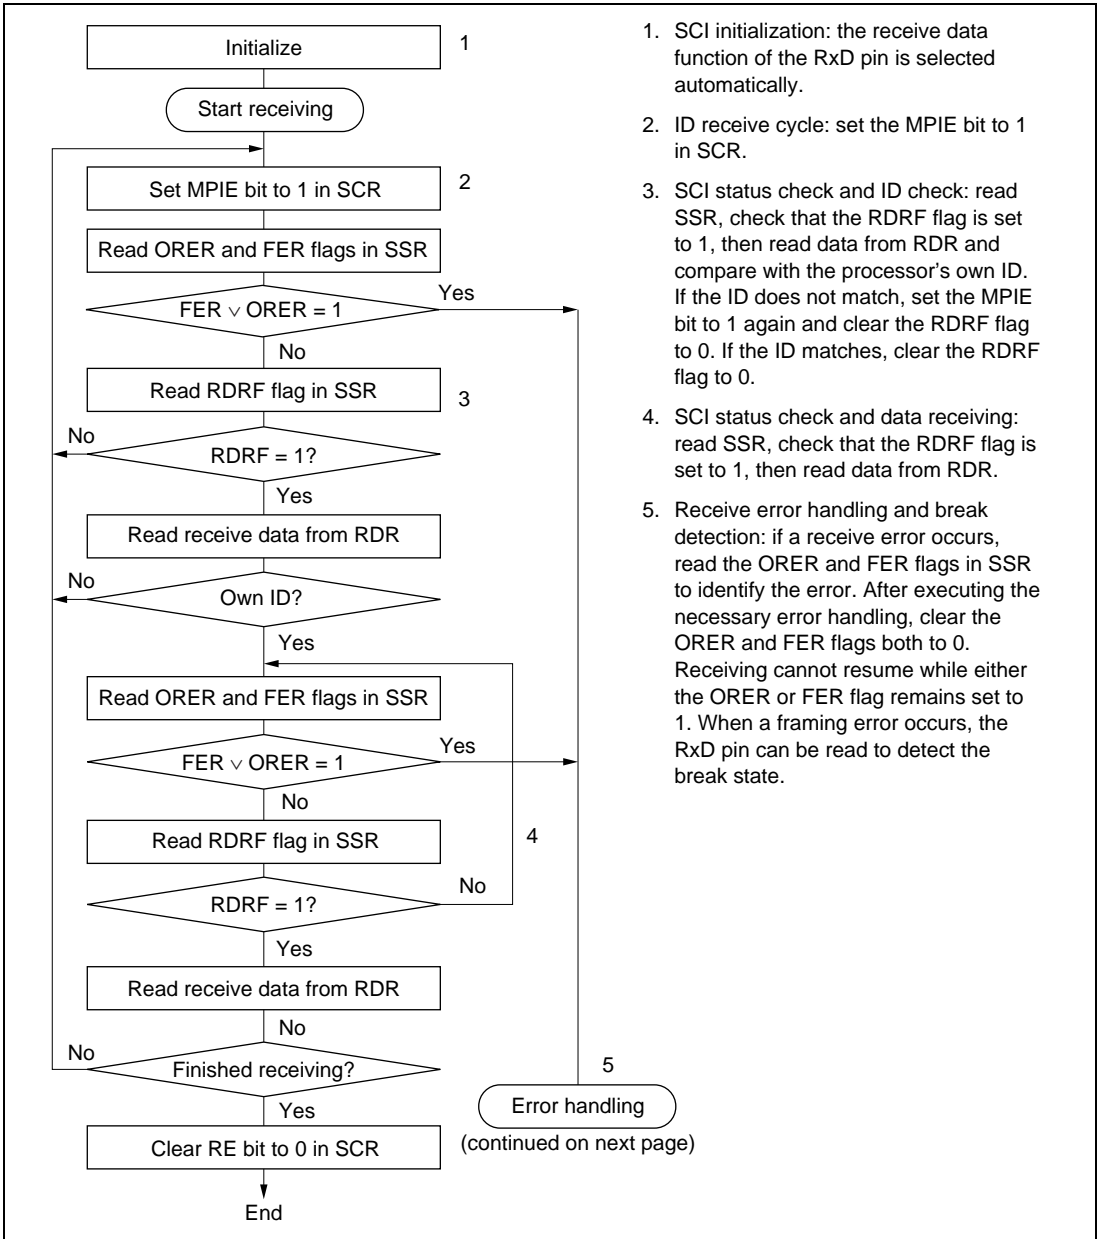 Initialize
1
Start receiving
Set MPIE bit to 1 in SCR
2
Read ORER and FER flags in SSR
FER ∨ ORER = 1
Yes
No
Read RDRF flag in SSR
3
No
RDRF = 1?
Yes
Read receive data from RDR
No
Own ID?
Yes
Read ORER and FER flags in SSR
FER ∨ ORER = 1
Yes
No
Read RDRF flag in SSR
4
RDRF = 1?
No
Yes
Read receive data from RDR
No
No
Finished receiving?
Yes
Clear RE bit to 0 in SCR
End
5
Error handling
(continued on next page)
1. SCI initialization: the receive data
function of the RxD pin is selected
automatically.
2. ID receive cycle: set the MPIE bit to 1
in SCR.
3. SCI status check and ID check: read
SSR, check that the RDRF flag is set
to 1, then read data from RDR and
compare with the processor's own ID.
If the ID does not match, set the MPIE
bit to 1 again and clear the RDRF flag
to 0. If the ID matches, clear the RDRF
flag to 0.
4. SCI status check and data receiving:
read SSR, check that the RDRF flag is
set to 1, then read data from RDR.
5. Receive error handling and break
detection: if a receive error occurs,
read the ORER and FER flags in SSR
to identify the error. After executing the
necessary error handling, clear the
ORER and FER flags both to 0.
Receiving cannot resume while either
the ORER or FER flag remains set to
1. When a framing error occurs, the
RxD pin can be read to detect the
break state.